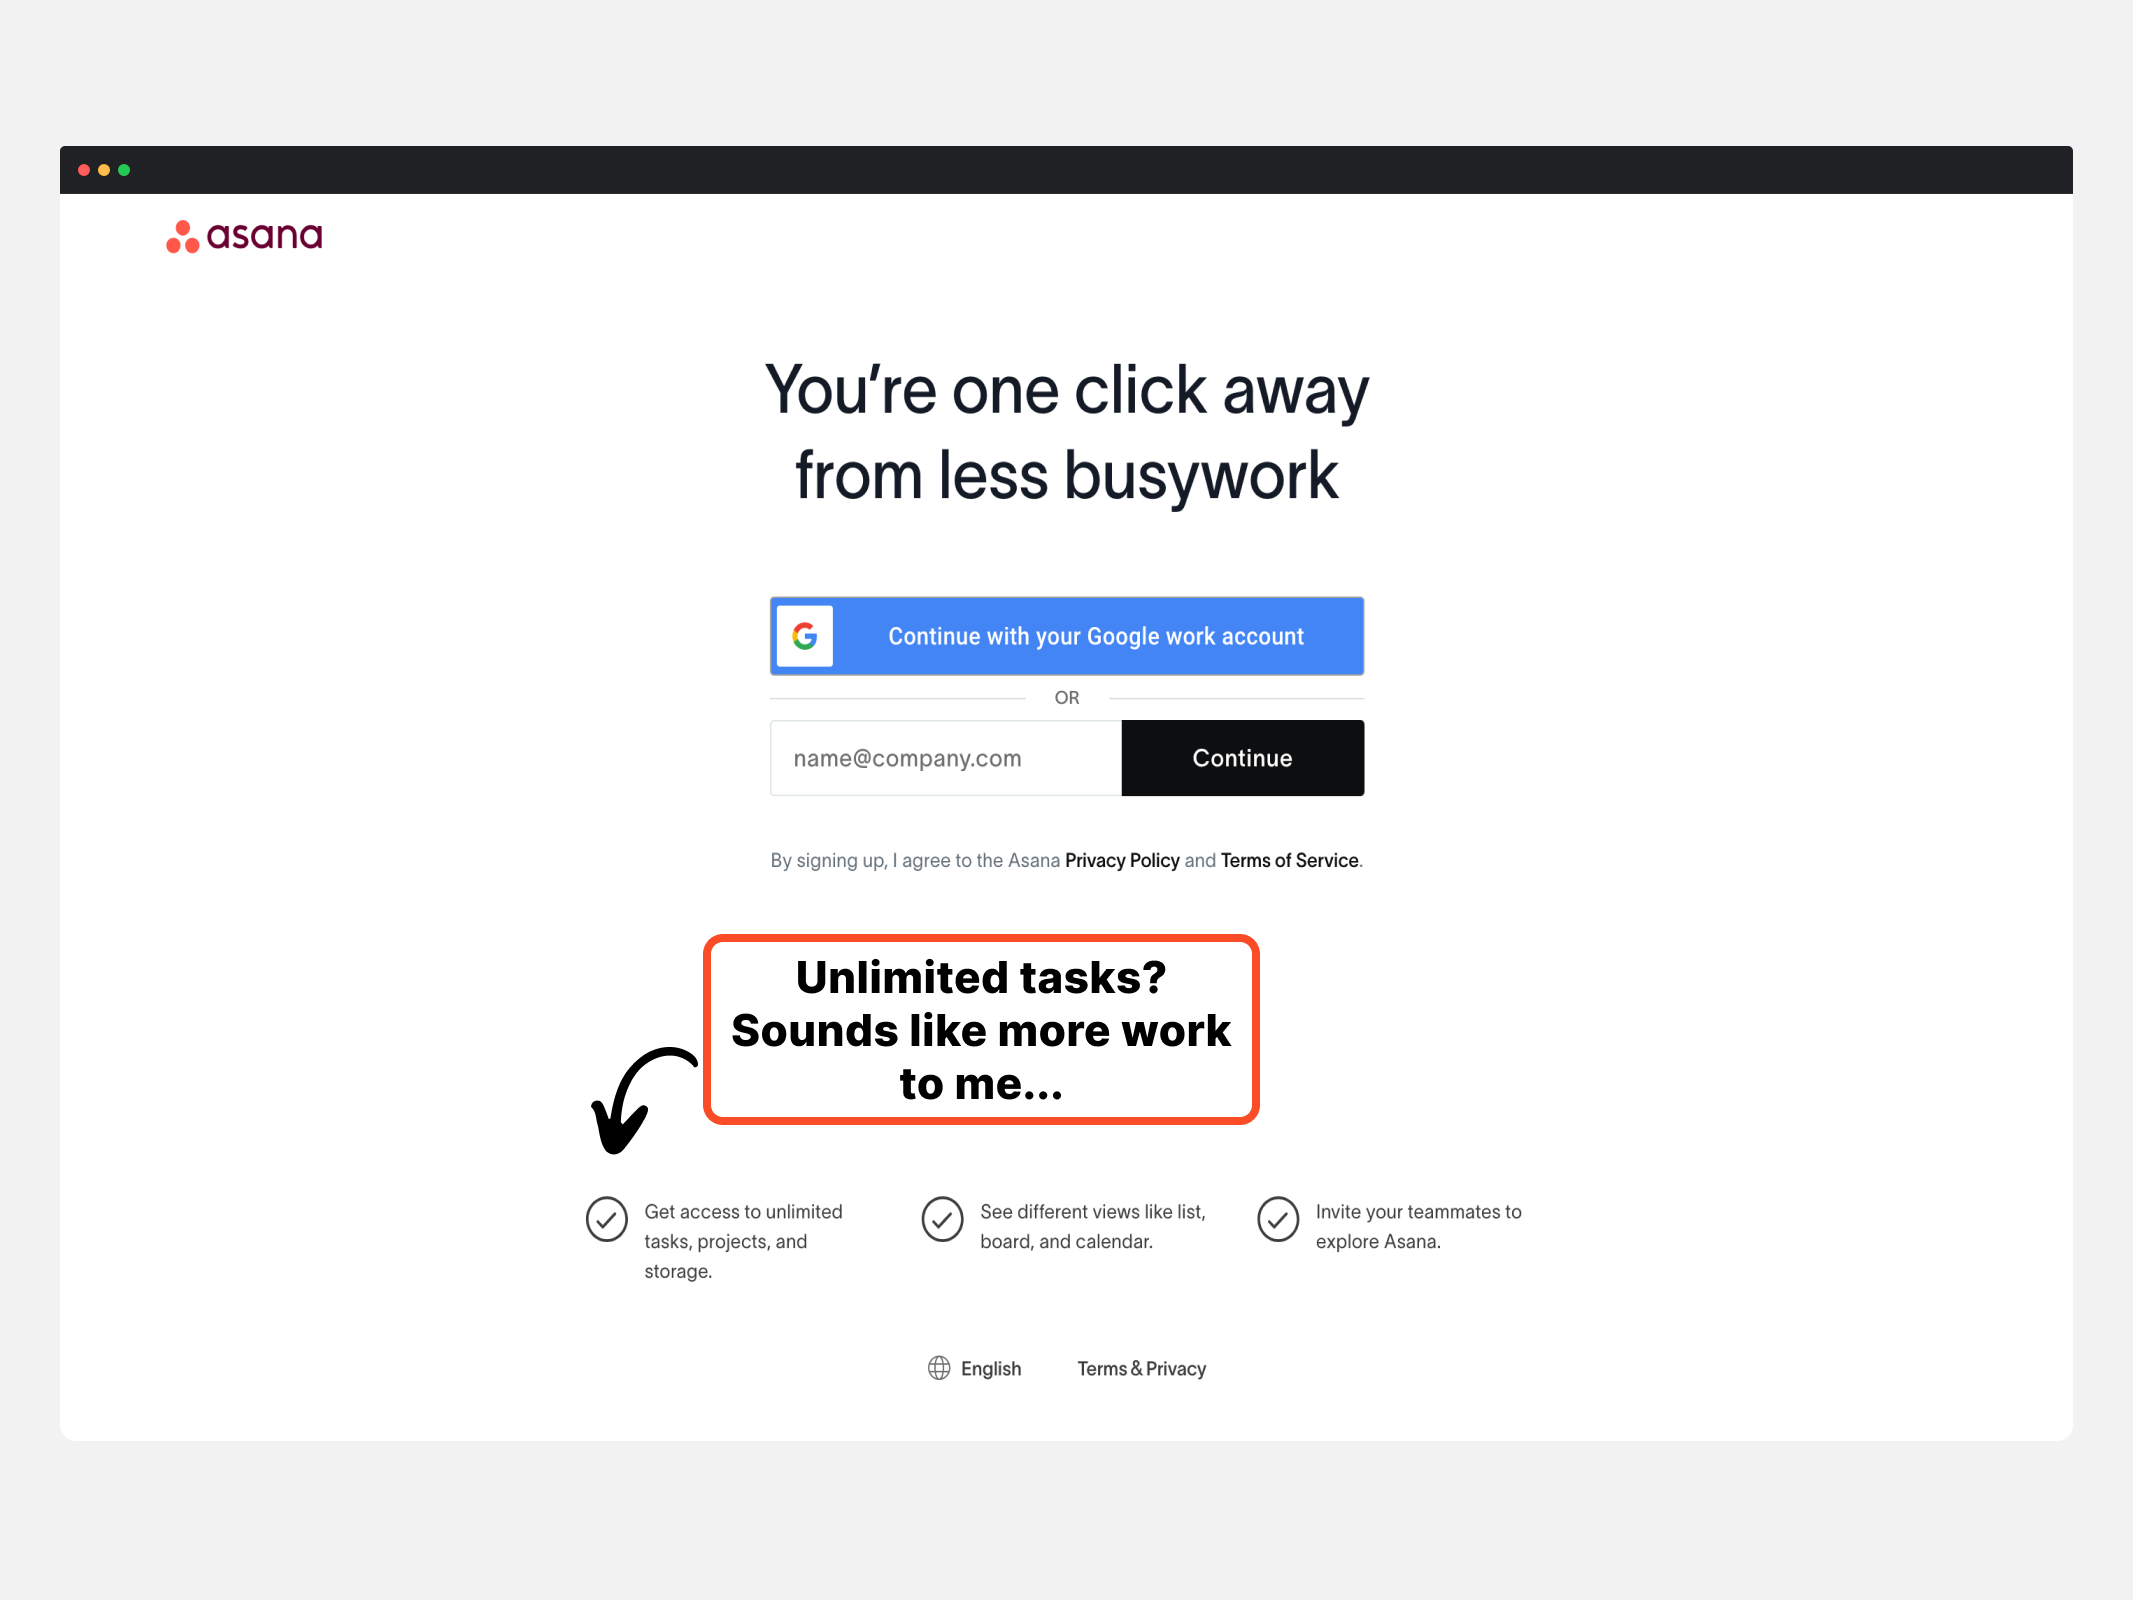 asana
You're one click away
from less busywork
Continue with your Google work account
OR
name@company.com
Continue
By signing up, I agree to the Asana Privacy Policy and Terms of Service.
Unlimited tasks?
Sounds like more work
to me...
Get access to unlimited
tasks, projects, and
storage.
See different views like list,
board, and calendar.
Invite your teammates to
explore Asana.
English
Terms & Privacy